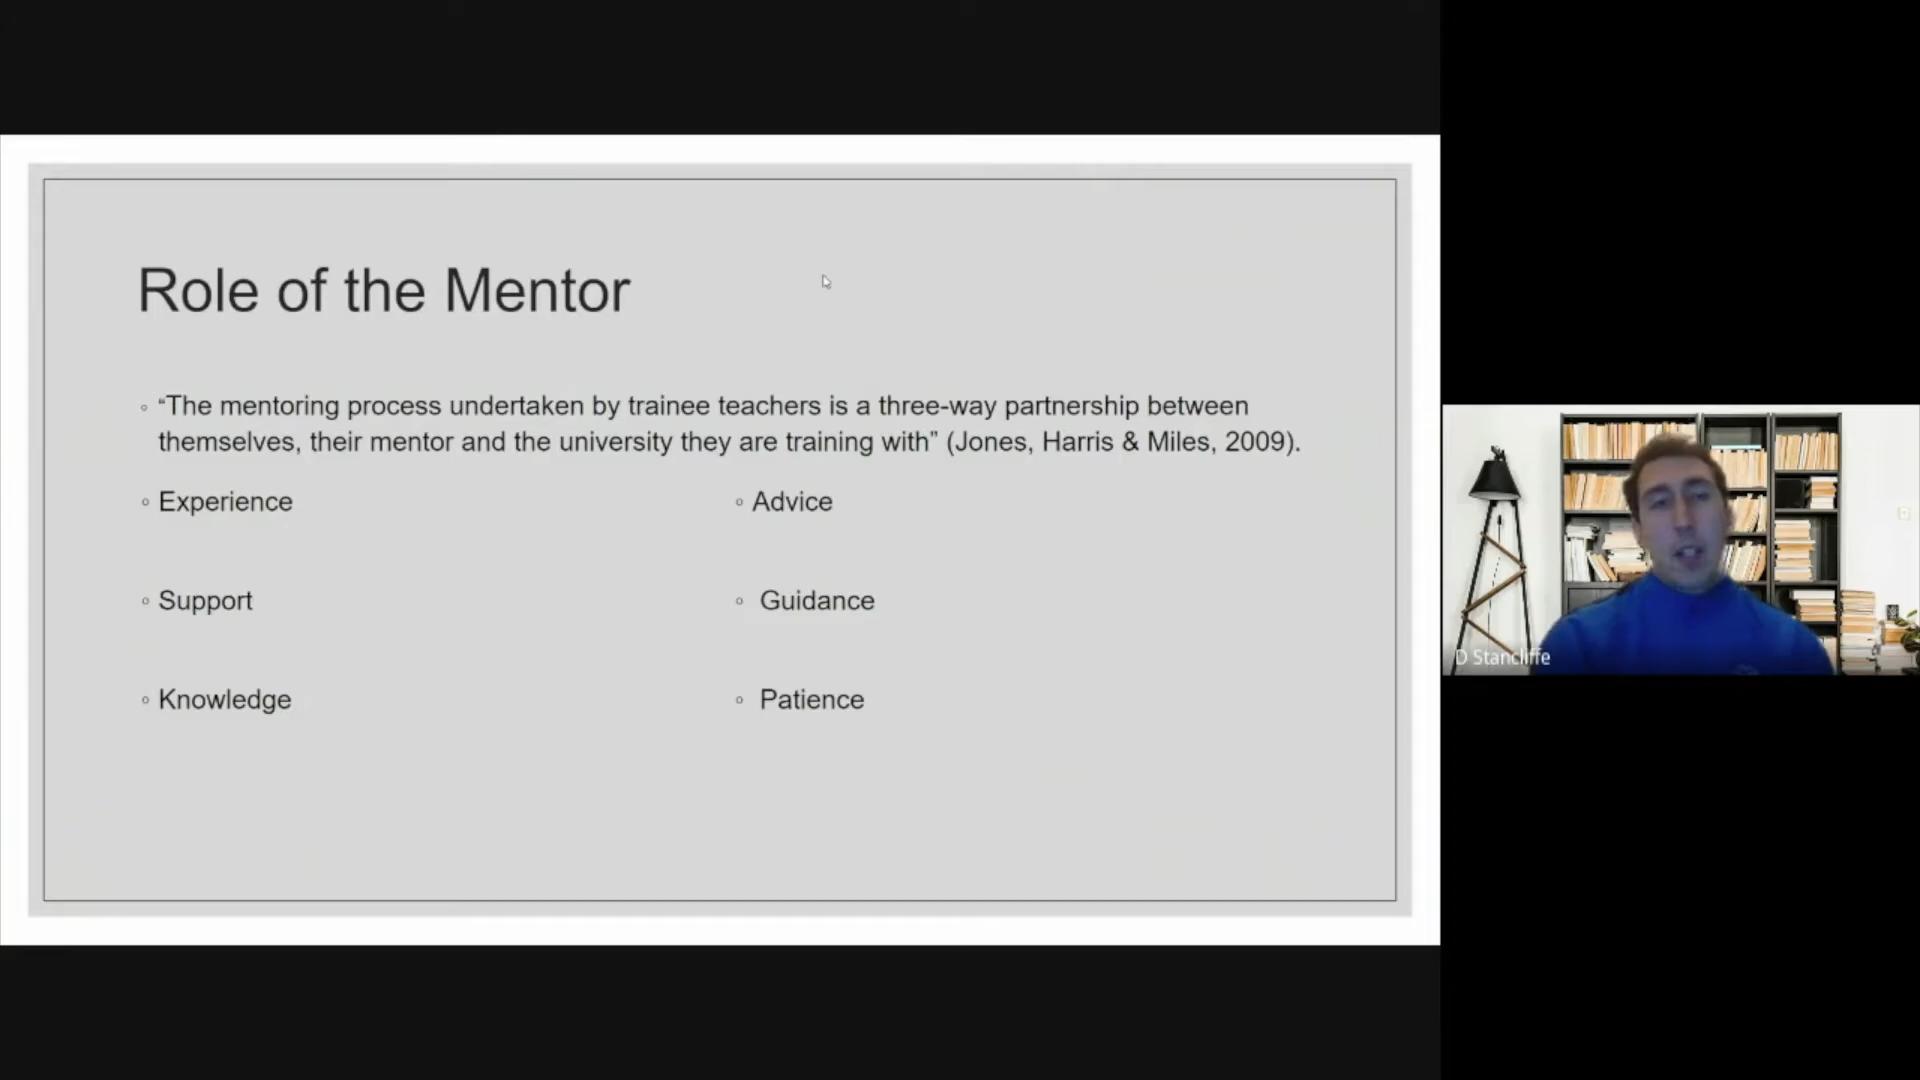 Role of the Mentor
◦ “The mentoring process undertaken by trainee teachers is a three-way partnership between
themselves, their mentor and the university they are training with” (Jones, Harris & Miles, 2009).
◦ Experience
◦ Advice
◦ Support
◦ Guidance
◦ Knowledge
◦ Patience
D Stancliffe